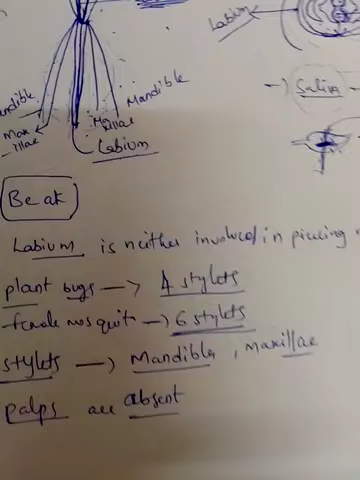 Labium
Mandible
Mandible
Maxillae
Max
illae
Labium
→ Saliva
Beak
Labium is neither involved in piercing
plant bugs → 4 stylets
female mosquito → 6 stylets
stylets → Mandible, Maxillae
palps are absent